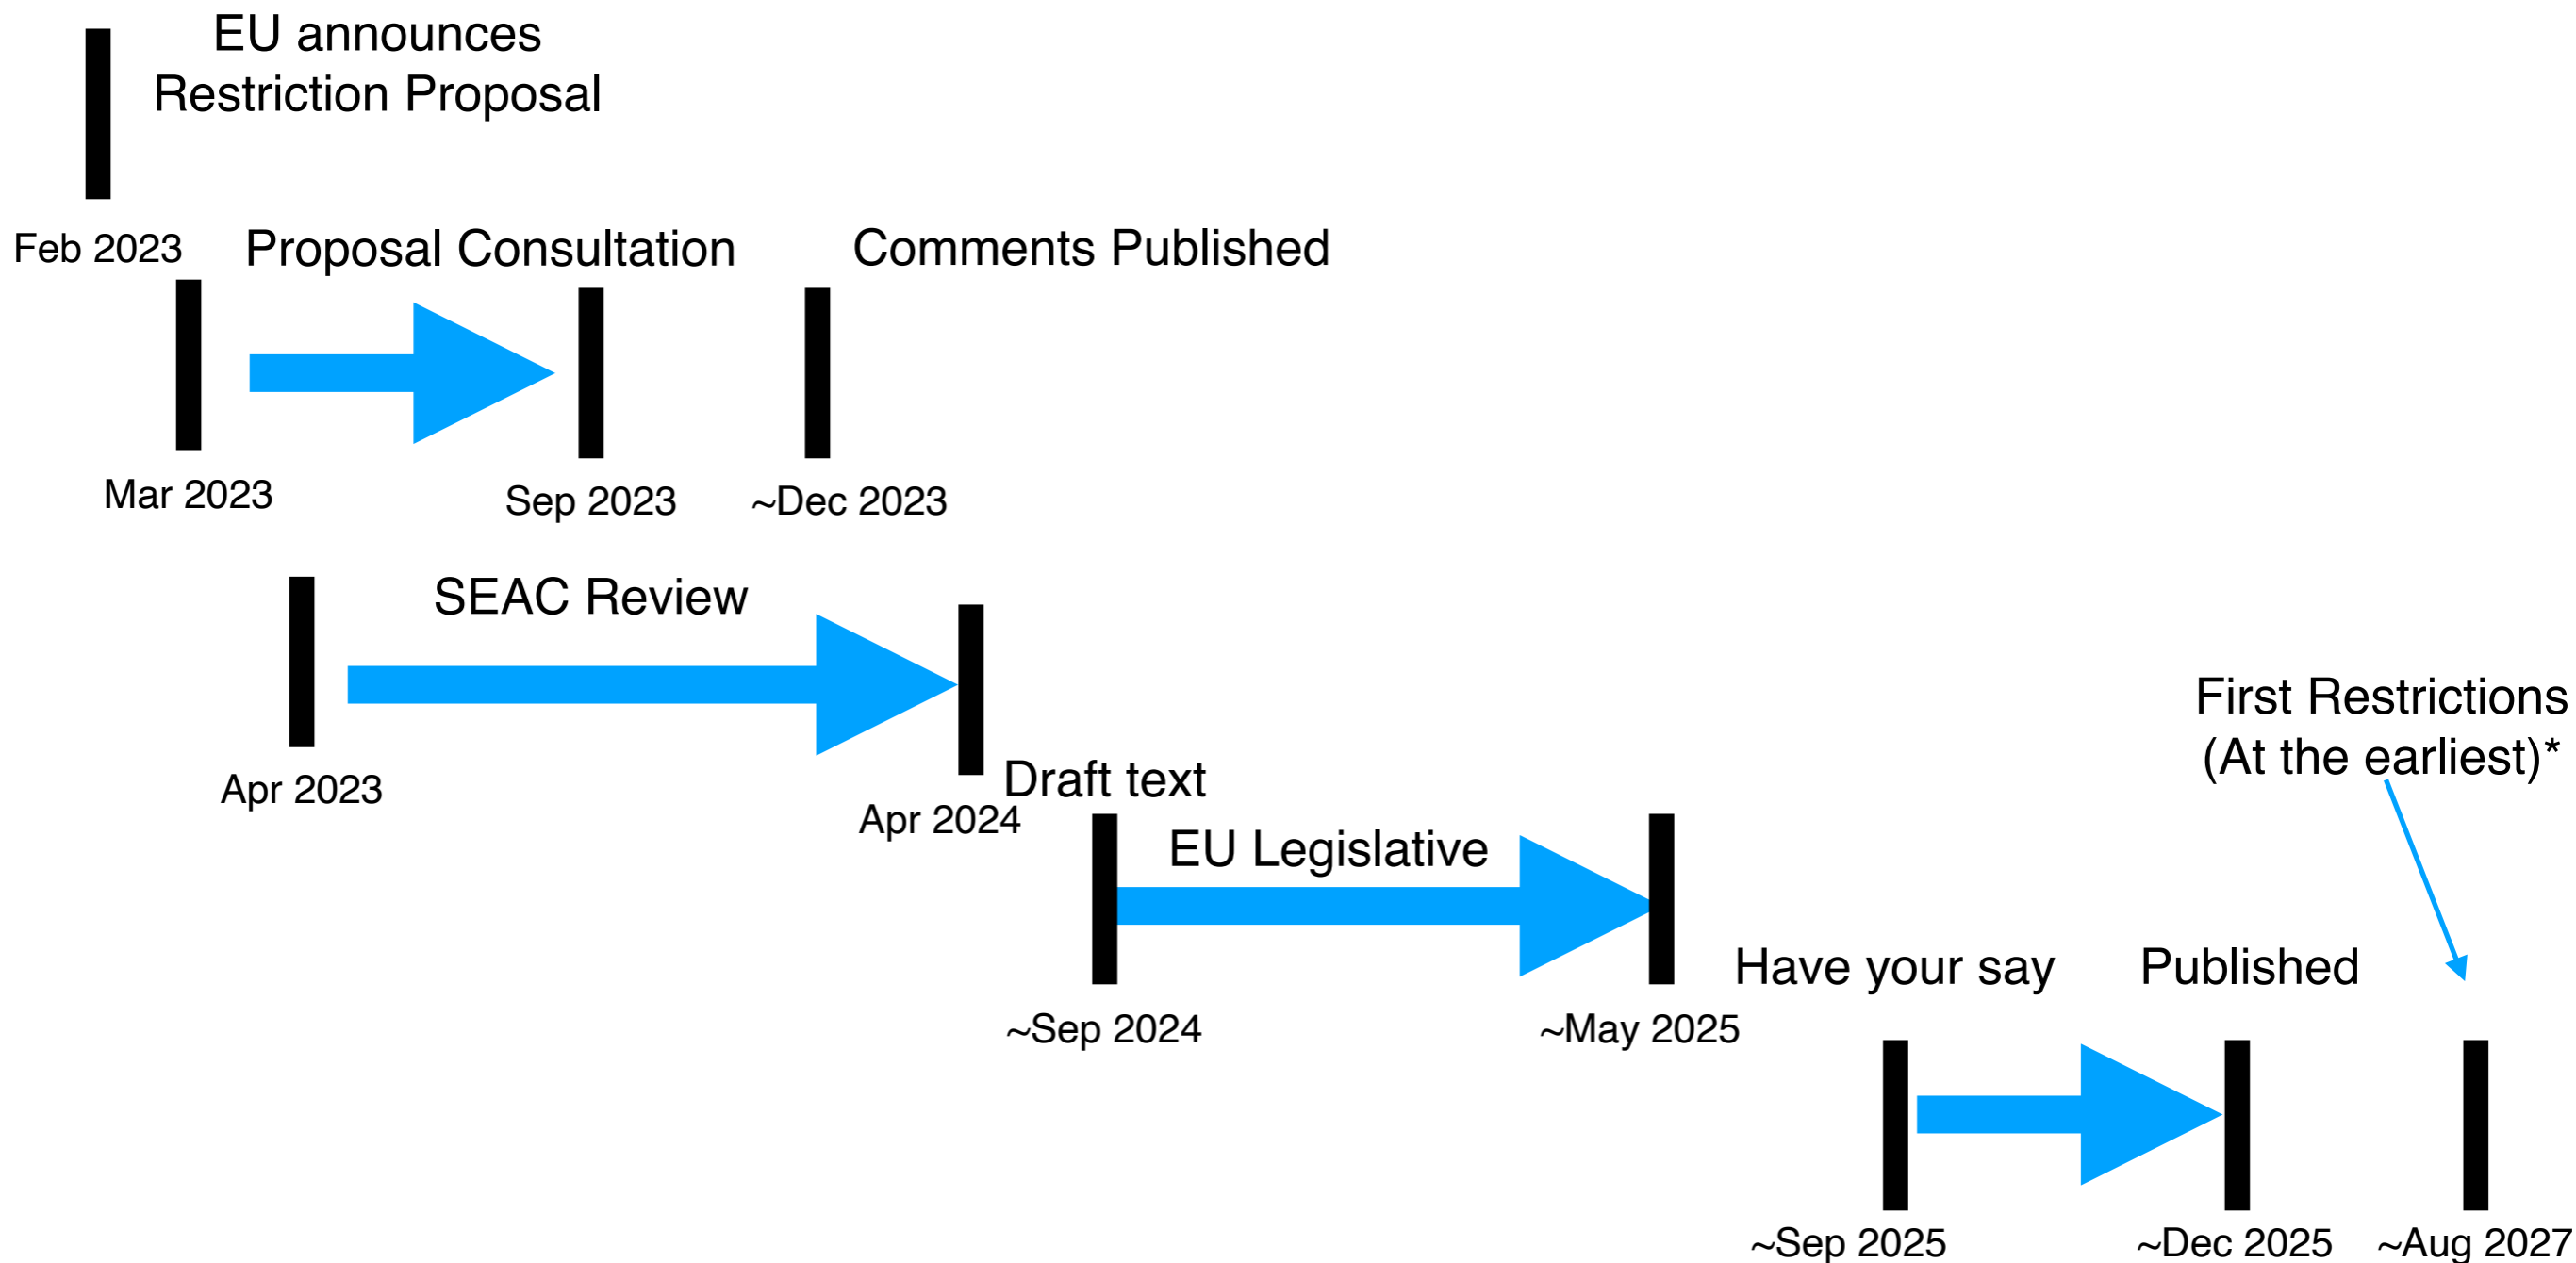 EU announces
Restriction Proposal
Feb 2023
Proposal Consultation
Comments Published
Mar 2023
Sep 2023
~Dec 2023
SEAC Review
Apr 2023
Apr 2024
Draft text
EU Legislative
~Sep 2024
~May 2025
First Restrictions
(At the earliest)*
Have your say
Published
~Sep 2025
~Dec 2025
~Aug 2027